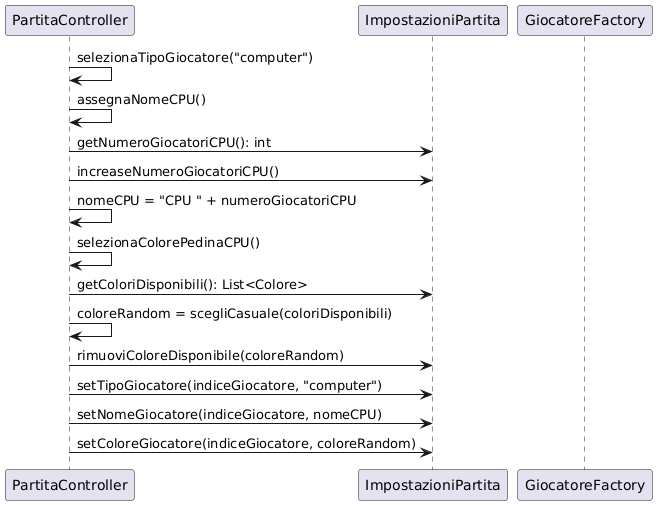 PartitaController ImpostazioniPartita GiocatoreFactory
selezionaTipoGiocatore("computer")
assegnaNomeCPU()
getNumeroGiocatoriCPU(): int
increaseNumeroGiocatoriCPU()
nomeCPU = "CPU " + numeroGiocatoriCPU
selezionaColorePedinaCPU()
getColoriDisponibili(): List<Colore>
coloreRandom = scegliCasuale(coloriDisponibili)
rimuoviColoreDisponibile(coloreRandom)
setTipoGiocatore(indiceGiocatore, "computer")
setNomeGiocatore(indiceGiocatore, nomeCPU)
setColoreGiocatore(indiceGiocatore, coloreRandom)
PartitaController ImpostazioniPartita GiocatoreFactory